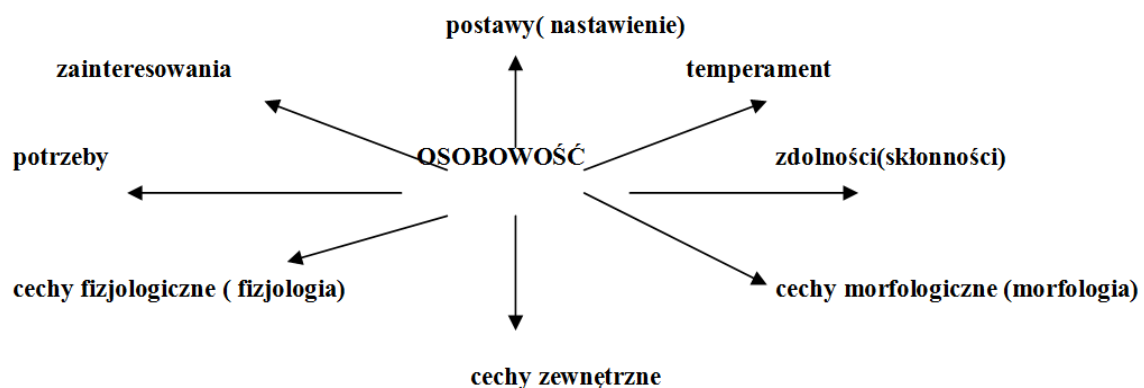 postawy( nastawienie)
zainteresowania
temperament
OSOBOWOŚĆ
potrzeby
zdolności(skłonności)
cechy fizjologiczne ( fizjologia)
cechy morfologiczne (morfologia)
cechy zewnętrzne